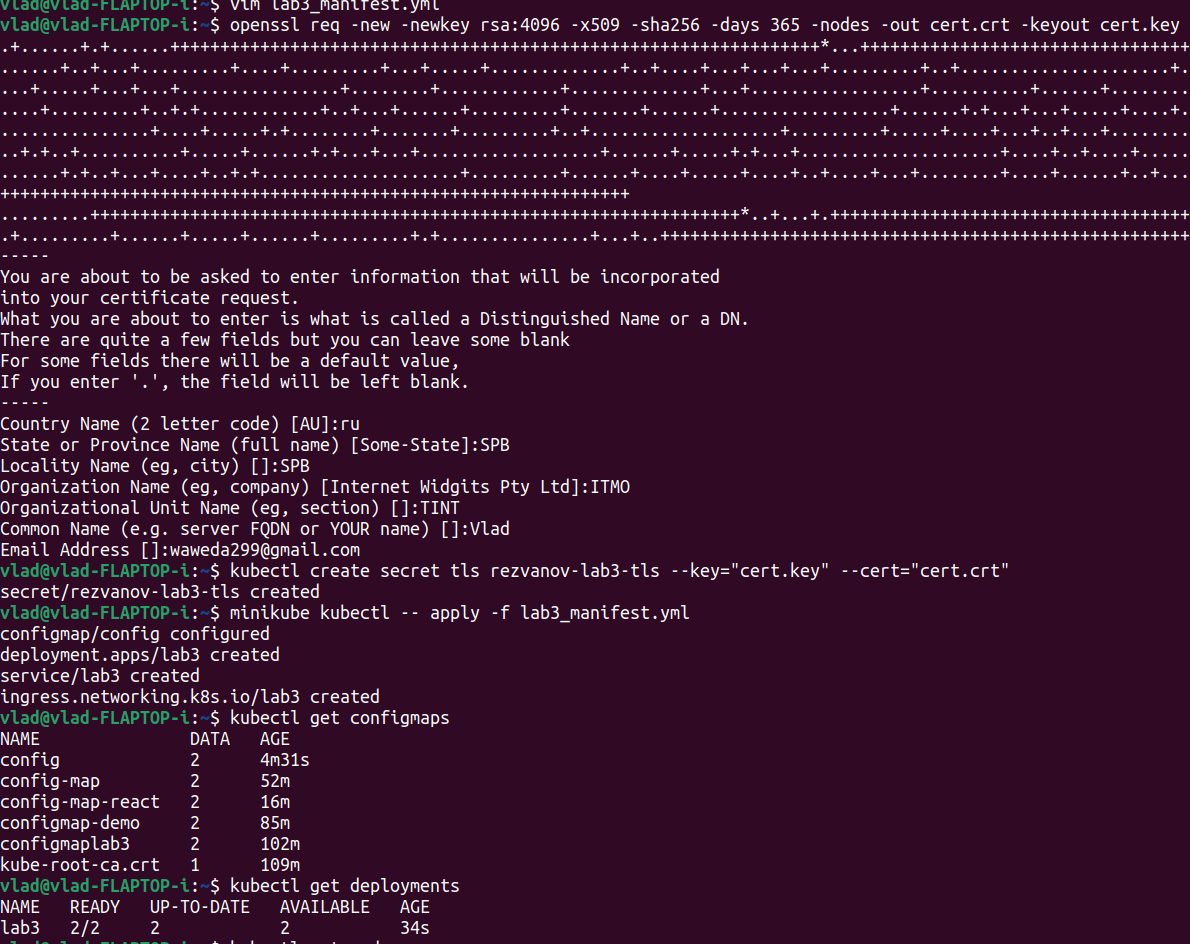 vlad@vlad-FLAPTOP-i:~$ vim lab3_manifest.yml
vlad@vlad-FLAPTOP-i:~$ openssl req -new -newkey rsa:4096 -x509 -sha256 -days 365 -nodes -out cert.crt -keyout cert.key
-----
You are about to be asked to enter information that will be incorporated
into your certificate request.
What you are about to enter is what is called a Distinguished Name or a DN.
There are quite a few fields but you can leave some blank
For some fields there will be a default value,
If you enter '.', the field will be left blank.
-----
Country Name (2 letter code) [AU]:ru
State or Province Name (full name) [Some-State]:SPB
Locality Name (eg, city) []:SPB
Organization Name (eg, company) [Internet Widgits Pty Ltd]:ITMO
Organizational Unit Name (eg, section) []:TINT
Common Name (e.g. server FQDN or YOUR name) []:Vlad
Email Address []:waweda299@gmail.com
vlad@vlad-FLAPTOP-i:~$ kubectl create secret tls rezvanov-lab3-tls --key="cert.key" --cert="cert.crt"
secret/rezvanov-lab3-tls created
vlad@vlad-FLAPTOP-i:~$ minikube kubectl -- apply -f lab3_manifest.yml
configmap/config configured
deployment.apps/lab3 created
service/lab3 created
ingress.networking.k8s.io/lab3 created
vlad@vlad-FLAPTOP-i:~$ kubectl get configmaps
NAME DATA AGE
config 2 4m31s
config-map 2 52m
config-map-react 2 16m
configmap-demo 2 85m
configmaplab3 2 102m
kube-root-ca.crt 1 109m
vlad@vlad-FLAPTOP-i:~$ kubectl get deployments
NAME READY UP-TO-DATE AVAILABLE AGE
lab3 2/2 2 2 34s